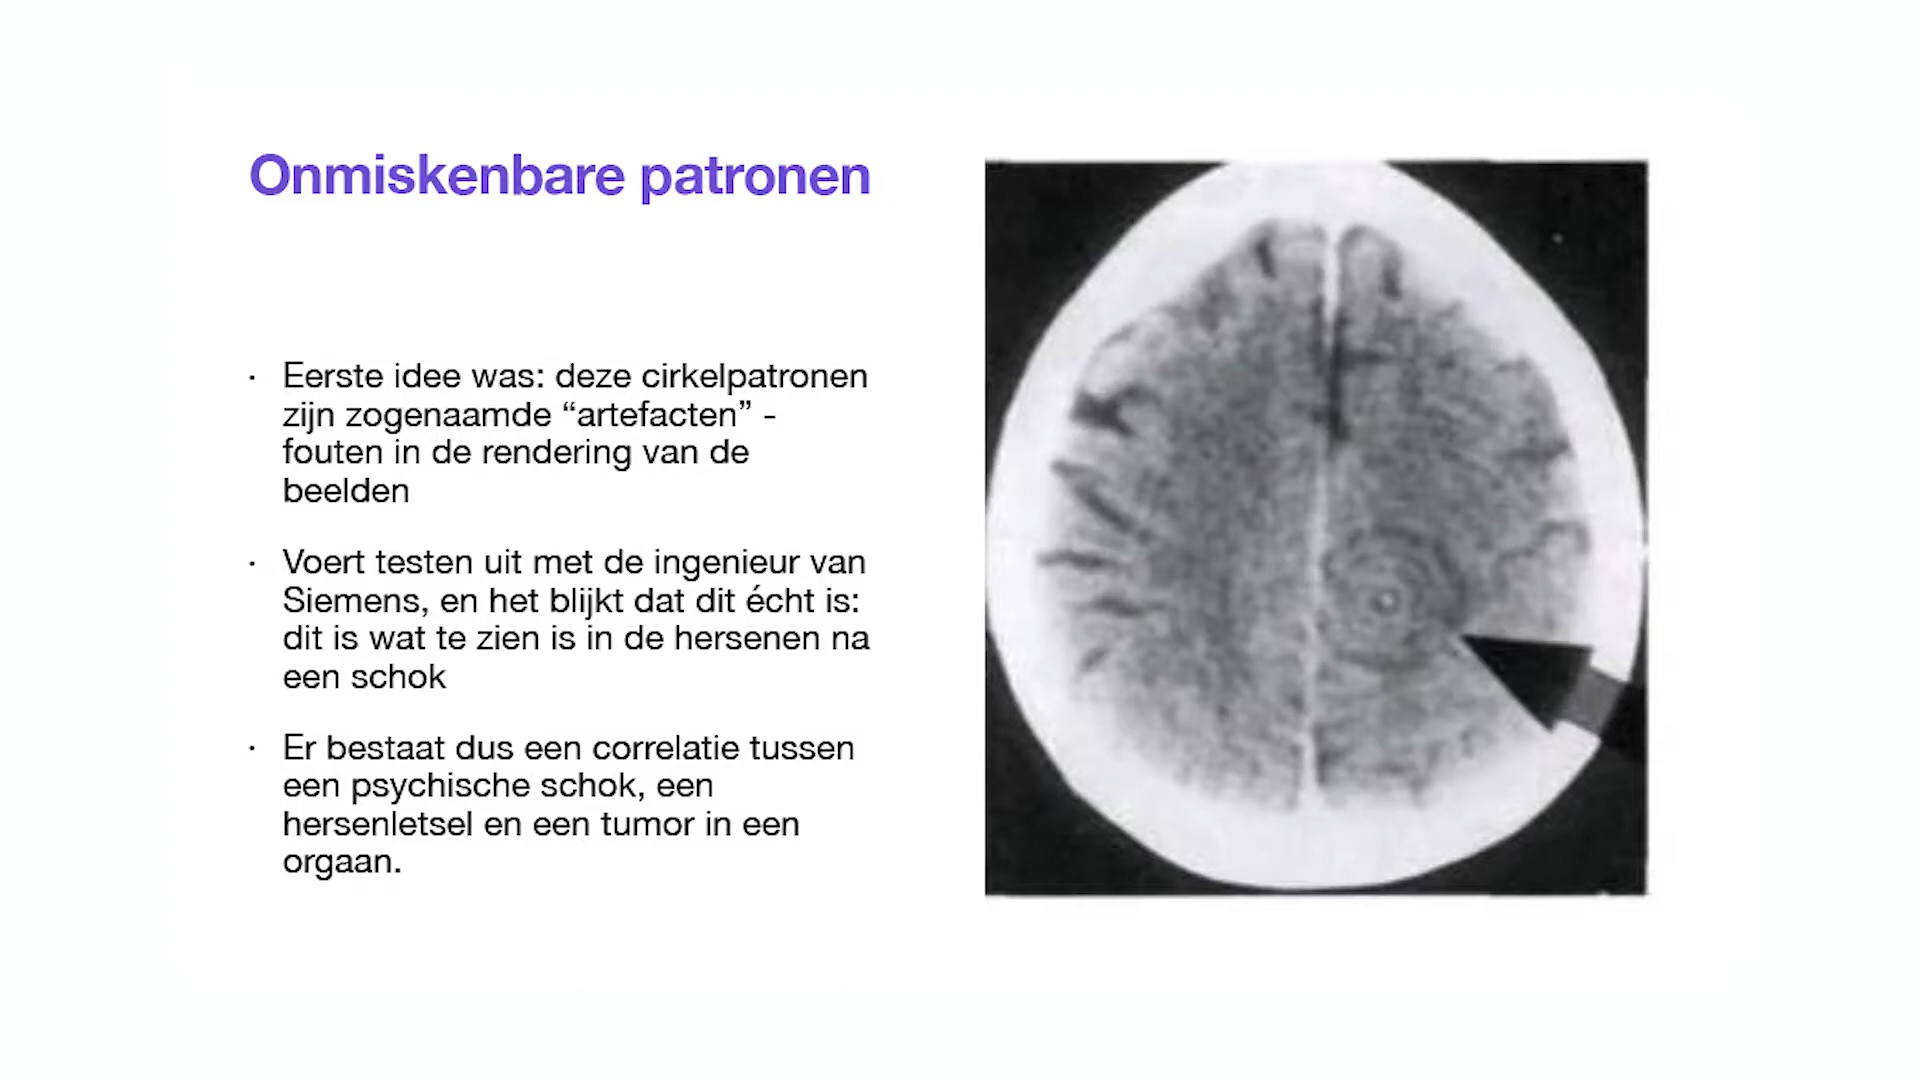 Onmiskenbare patronen
· Eerste idee was: deze cirkelpatronen
zijn zogenaamde “artefacten” -
fouten in de rendering van de
beelden
· Voert testen uit met de ingenieur van
Siemens, en het blijkt dat dit écht is:
dit is wat te zien is in de hersenen na
een schok
· Er bestaat dus een correlatie tussen
een psychische schok, een
hersenletsel en een tumor in een
orgaan.